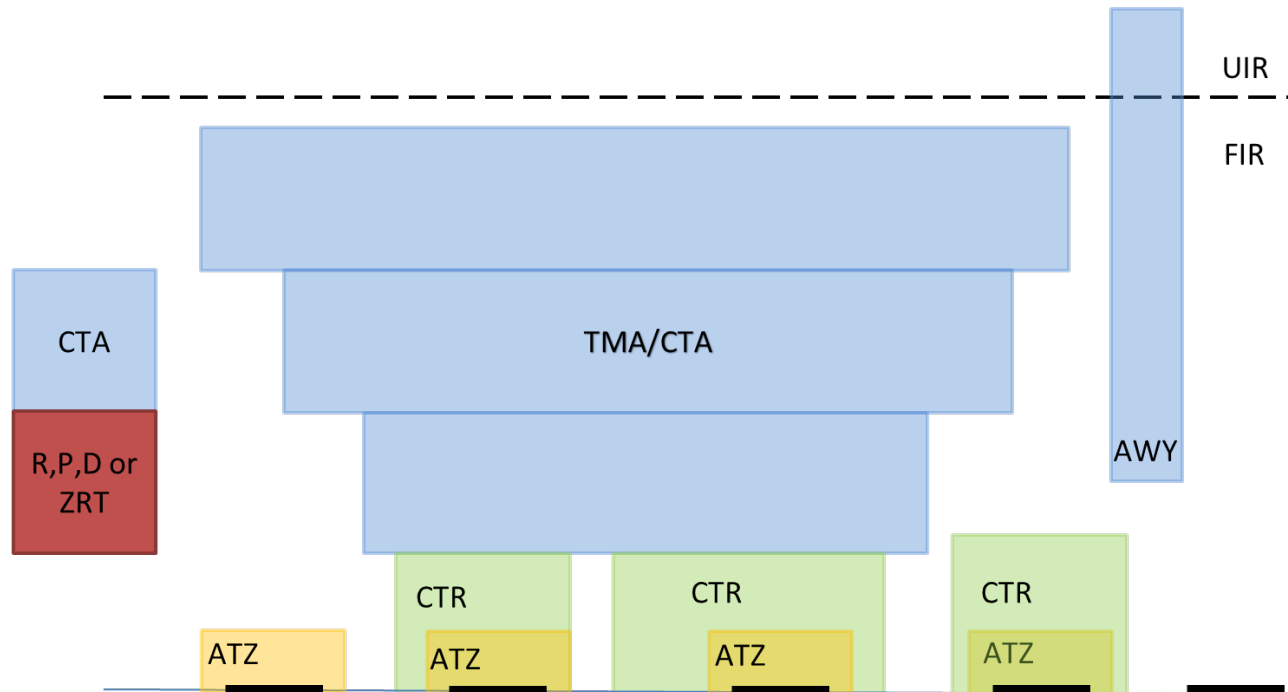 UIR
FIR
CTA
TMA/CTA
R,P,D or
ZRT
AWY
CTR
CTR
CTR
ATZ
ATZ
ATZ
ATZ